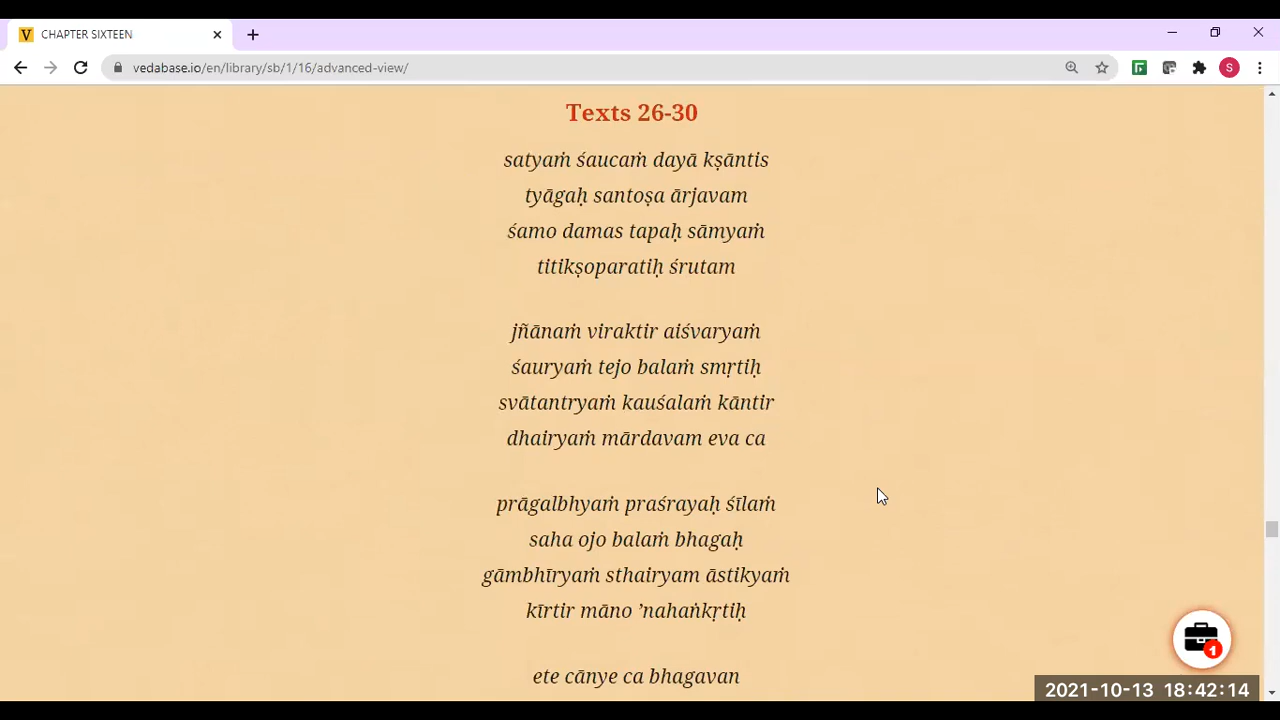 CHAPTER SIXTEEN
vedabase.io/en/library/sb/1/16/advanced-view/
S
Texts 26-30
satyaṁ śaucaṁ dayā kṣāntis
tyāgaḥ santoṣa ārjavam
śamo damas tapaḥ sāmyaṁ
titikṣoparatiḥ śrutam
jñānaṁ viraktir aiśvaryaṁ
śauryaṁ tejo balaṁ smṛtiḥ
svātantryaṁ kauśalaṁ kāntir
dhairyaṁ mārdavam eva ca
prāgalbhyaṁ praśrayaḥ śīlaṁ
saha ojo balaṁ bhagaḥ
gāmbhīryaṁ sthairyam āstikyaṁ
kīrtir māno ’nahaṅkṛtiḥ
ete cānye ca bhagavan
1
2021-10-13 18:42:14